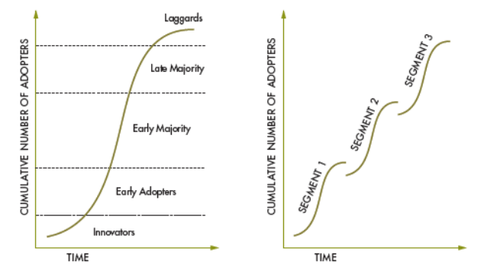 Laggards
Late Majority
Early Majority
Early Adopters
Innovators
CUMULATIVE NUMBER OF ADOPTERS
TIME
SEGMENT 3
SEGMENT 2
SEGMENT 1
CUMULATIVE NUMBER OF ADOPTERS
TIME